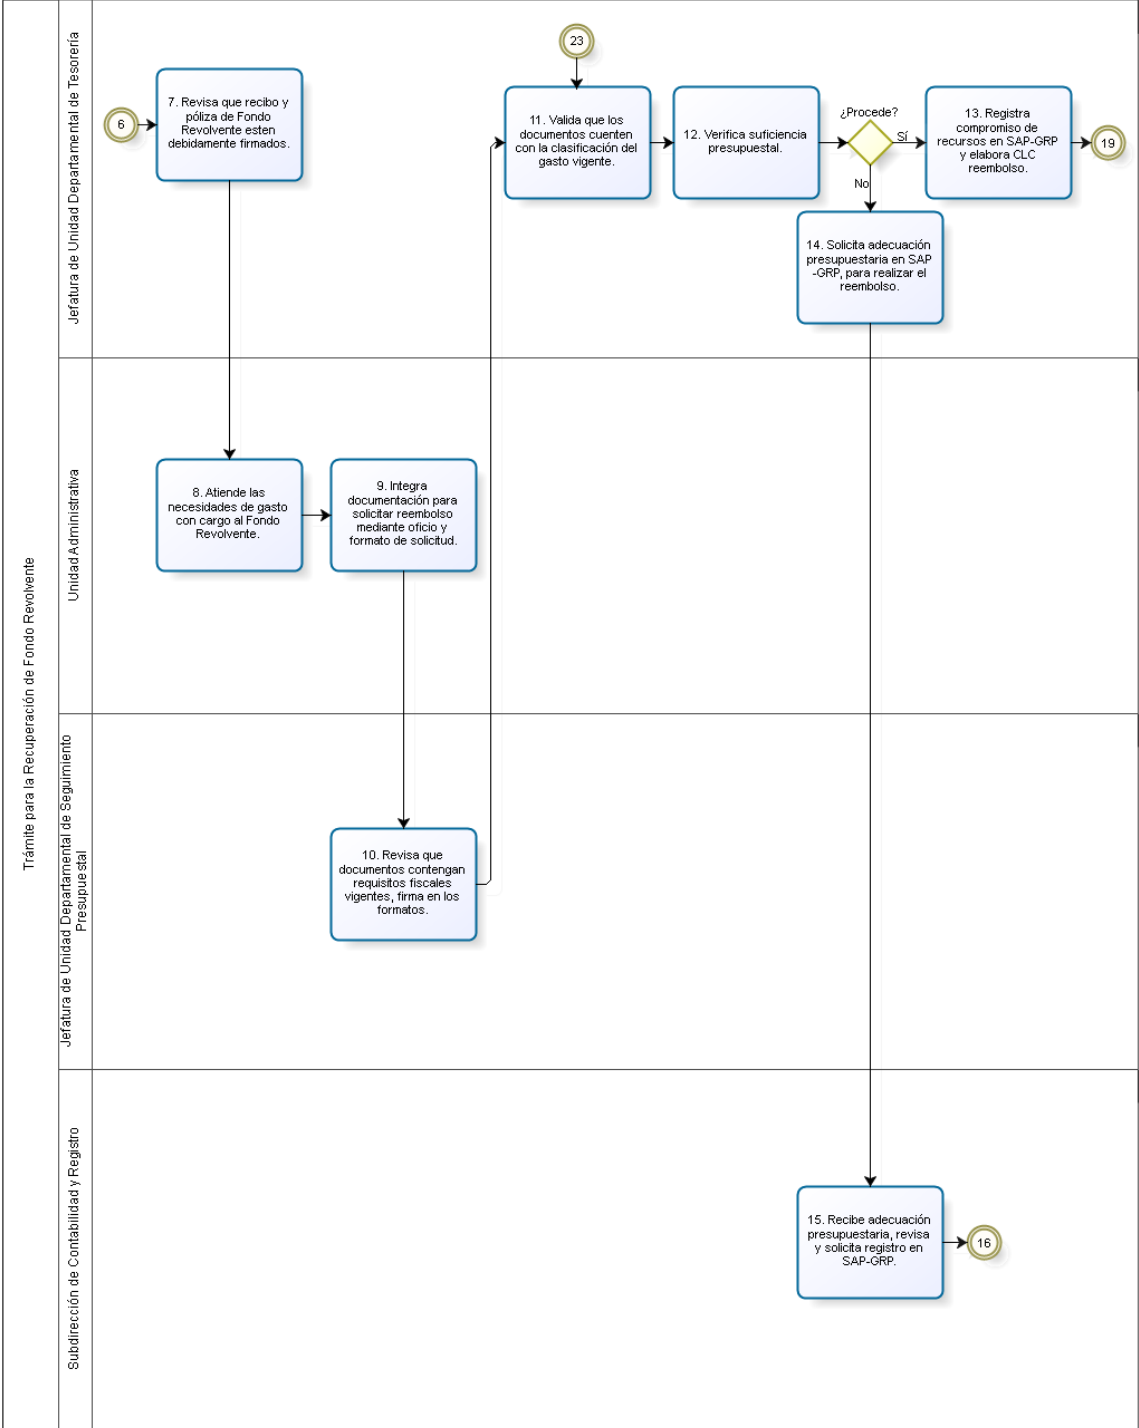 Trámite para la Recuperación de Fondo Revolvente
Jefatura de Unidad Departamental de Tesorería
6
7. Revisa que recibo y
póliza de Fondo
Revolvente esten
debidamente firmados.
23
11. Valida que los
documentos cuenten
con la clasificación del
gasto vigente.
12. Verifica suficiencia
presupuestal.
¿Procede?
Sí
No
13. Registra
compromiso de
recursos en SAP-GRP
y elabora CLC
reembolso.
19
14. Solicita adecuación
presupuestaria en SAP
-GRP, para realizar el
reembolso.
Unidad Administrativa
8. Atiende las
necesidades de gasto
con cargo al Fondo
Revolvente.
9. Integra
documentación para
solicitar reembolso
mediante oficio y
formato de solicitud.
Jefatura de Unidad Departamental de Seguimiento
Presupuestal
10. Revisa que
documentos contengan
requisitos fiscales
vigentes, firma en los
formatos.
Subdirección de Contabilidad y Registro
15. Recibe adecuación
presupuestaria, revisa
y solicita registro en
SAP-GRP.
16